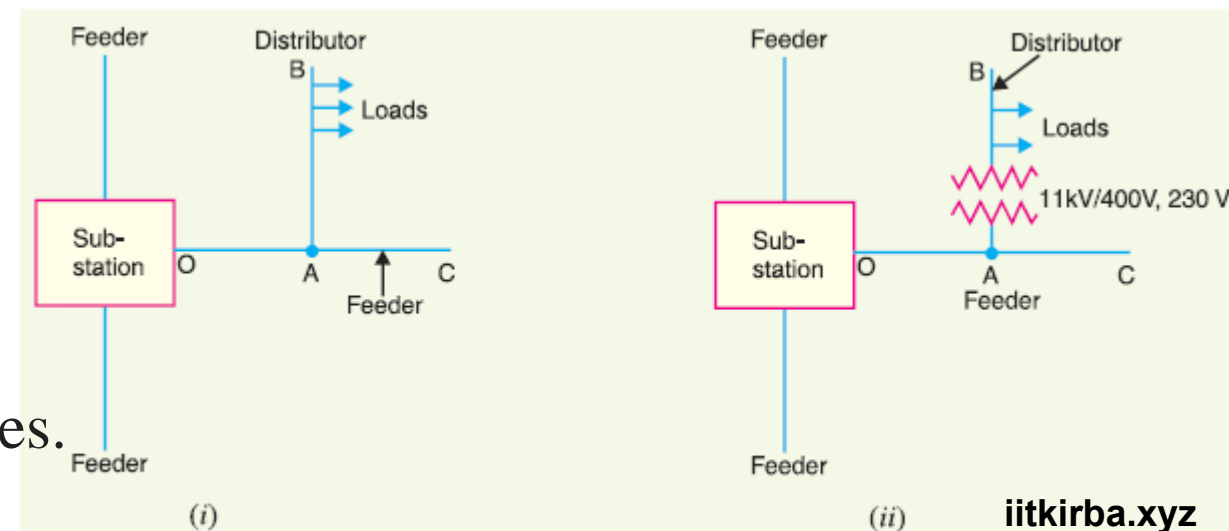 Feeder
Distributor
B
Loads
Sub-
station
O
A
C
Feeder
es.
Feeder
(i)
Feeder
Distributor
B
Loads
11kV/400V, 230 V
Sub-
station
O
A
C
Feeder
Feeder
(ii)
iitkirba.xyz